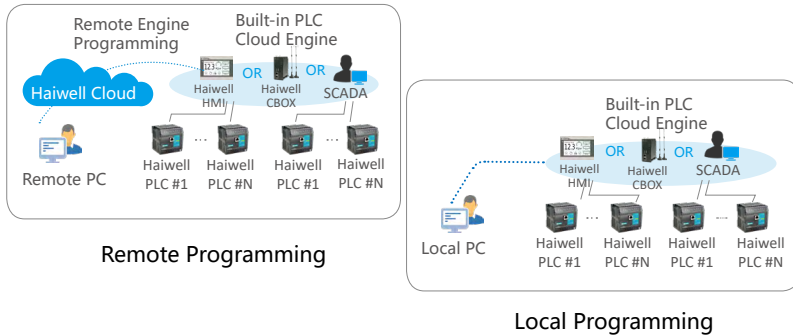 Remote Engine
Programming
Built-in PLC
Cloud Engine
Haiwell Cloud
Haiwell
HMI
OR
Haiwell
CBOX
OR
SCADA
Remote PC
Haiwell
PLC #1
...
Haiwell
PLC #N
Haiwell
PLC #1
...
Haiwell
PLC #N
Remote Programming
Built-in PLC
Cloud Engine
Haiwell
HMI
OR
Haiwell
CBOX
OR
SCADA
Local PC
Haiwell
PLC #1
...
Haiwell
PLC #N
Haiwell
PLC #1
...
Haiwell
PLC #N
Local Programming